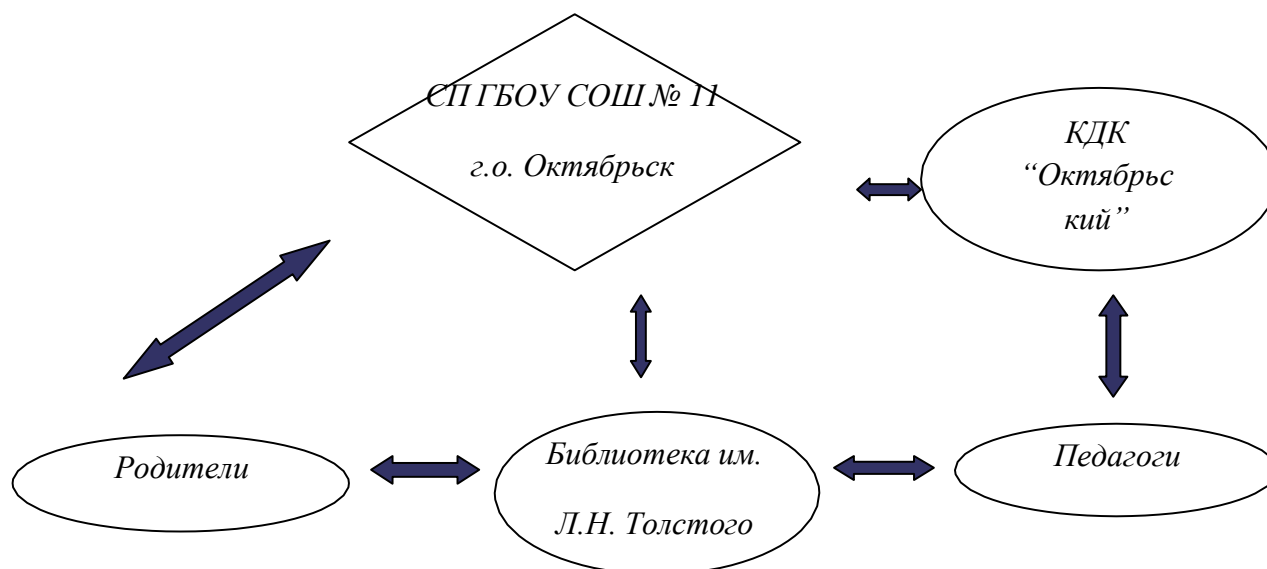 СП ГБОУ СОШ № 11
г.о. Октябрьск
КДК
“Октябрьс
кий”
Родители
Библиотека им.
Л.Н. Толстого
Педагоги